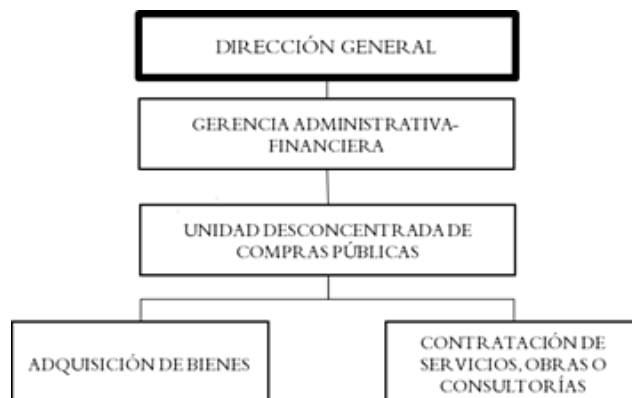 DIRECCIÓN GENERAL
GERENCIA ADMINISTRATIVA-
FINANCIERA
UNIDAD DESCONCENTRADA DE
COMPRAS PÚBLICAS
ADQUISICIÓN DE BIENES
CONTRATACIÓN DE
SERVICIOS, OBRAS O
CONSULTORÍAS